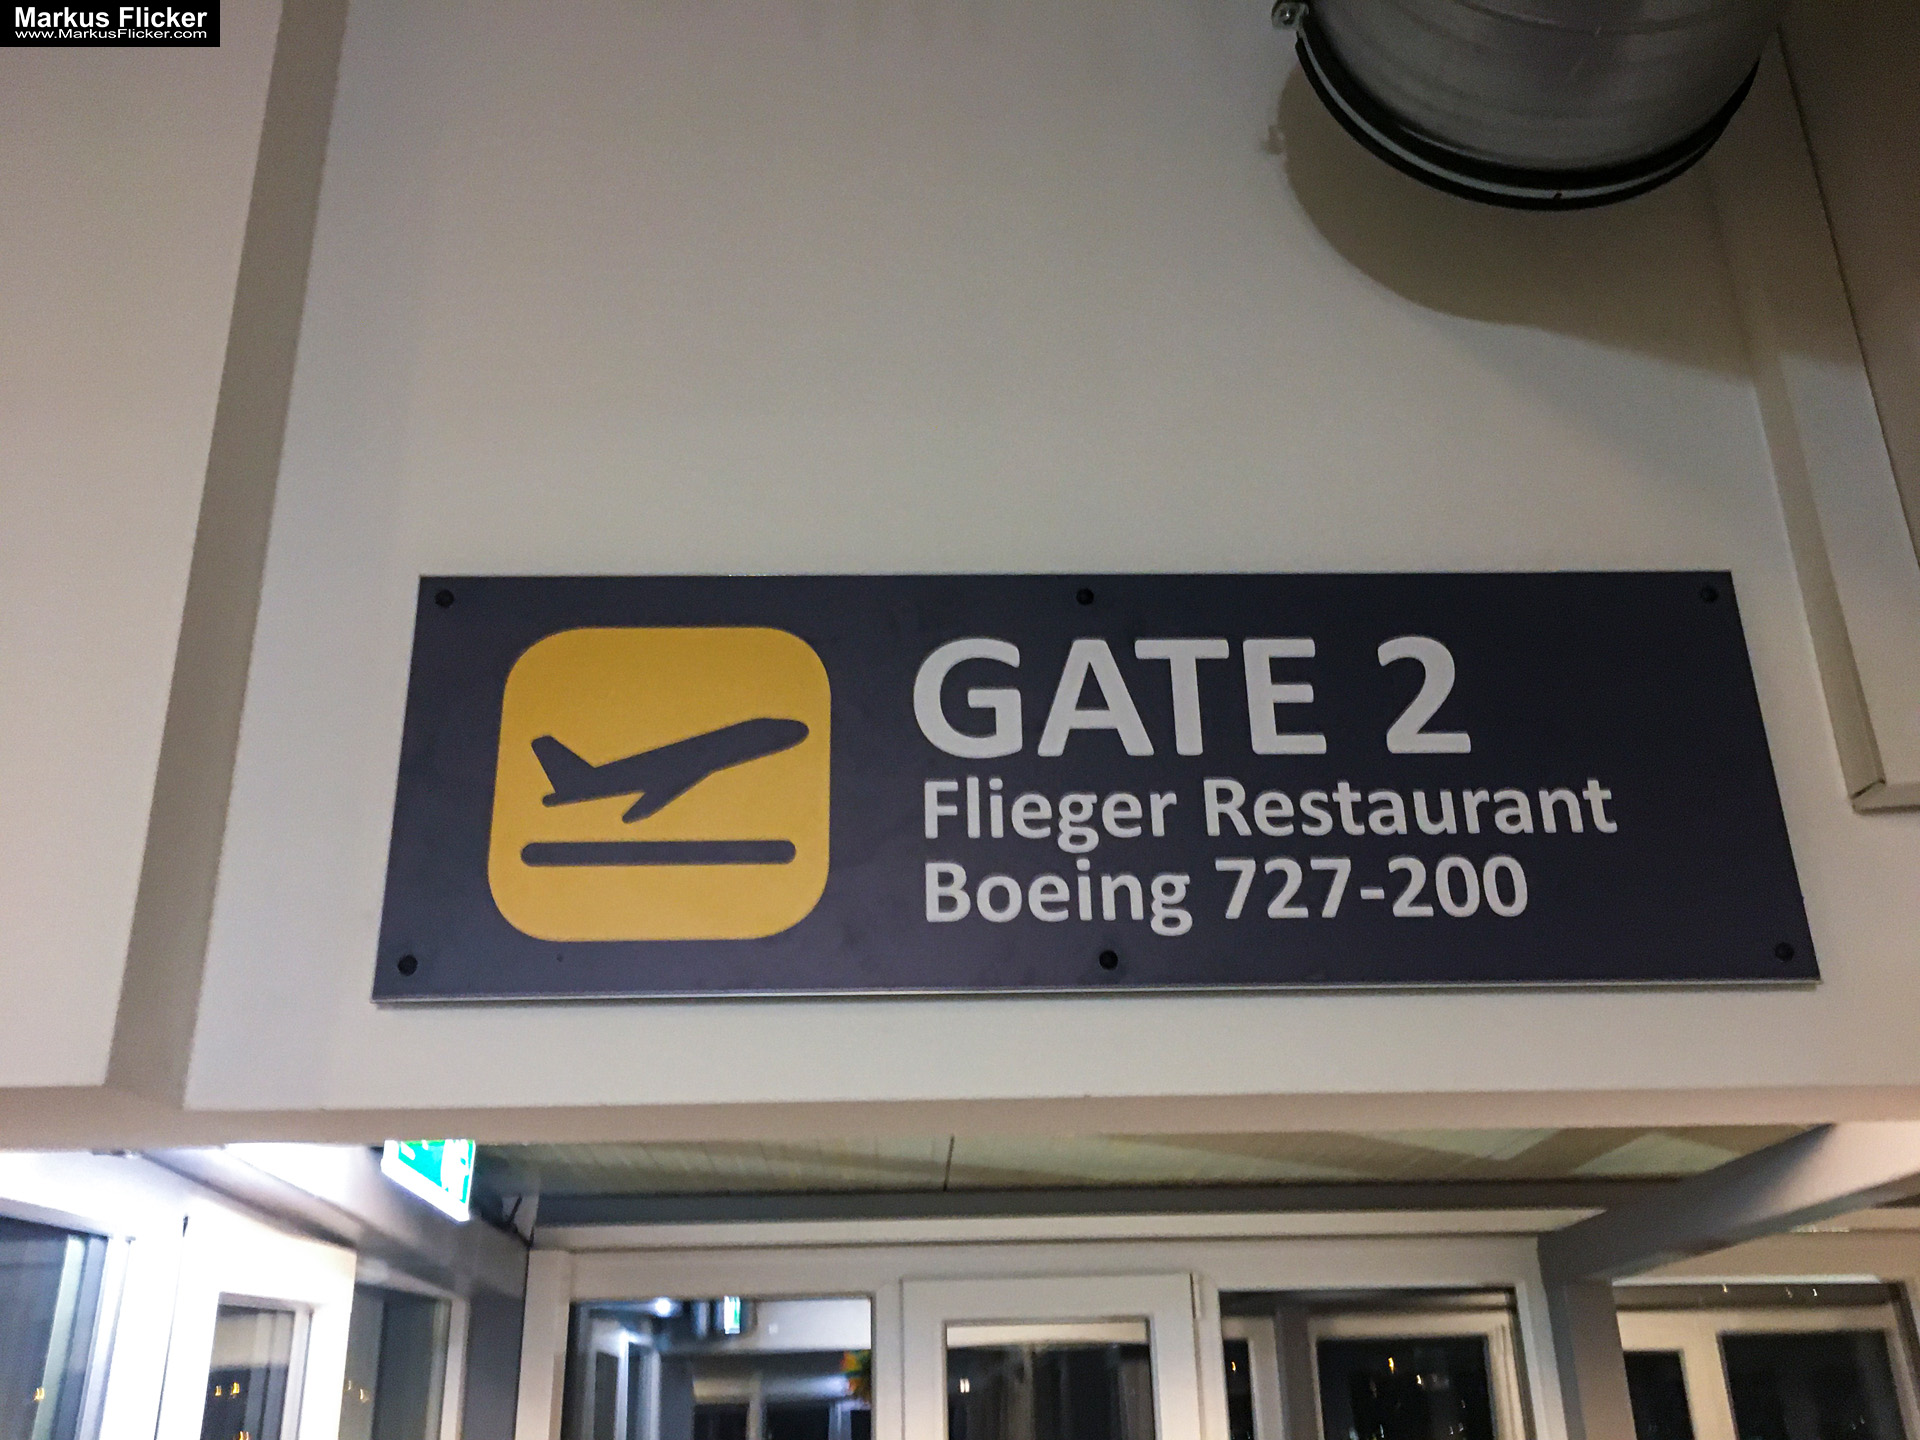 Markus Flicker
www.MarkusFlicker.com
GATE 2
Flieger Restaurant
Boeing 727-200